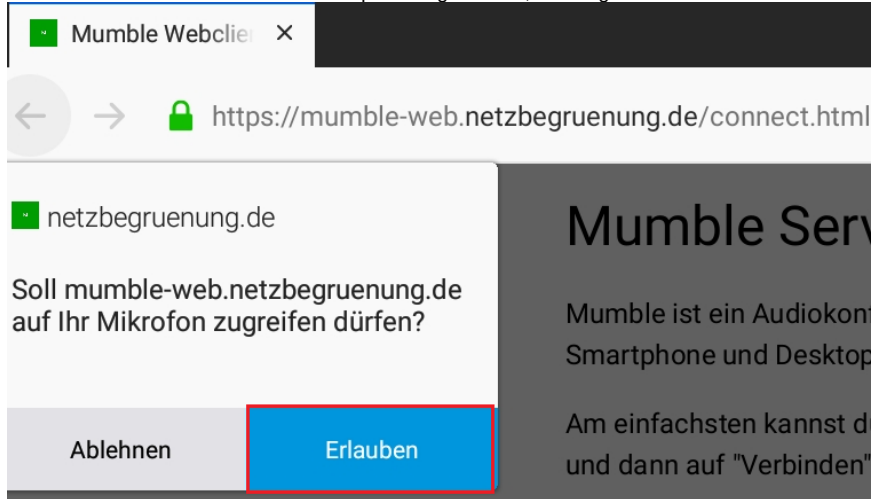 Mumble Webclie
https://mumble-web.netzbegruenung.de/connect.html
netzbegruenung.de
Soll mumble-web.netzbegruenung.de
auf Ihr Mikrofon zugreifen dürfen?
Ablehnen
Erlauben
Mumble Serv
Mumble ist ein Audiokon
Smartphone und Desktop
Am einfachsten kannst d
und dann auf "Verbinden"